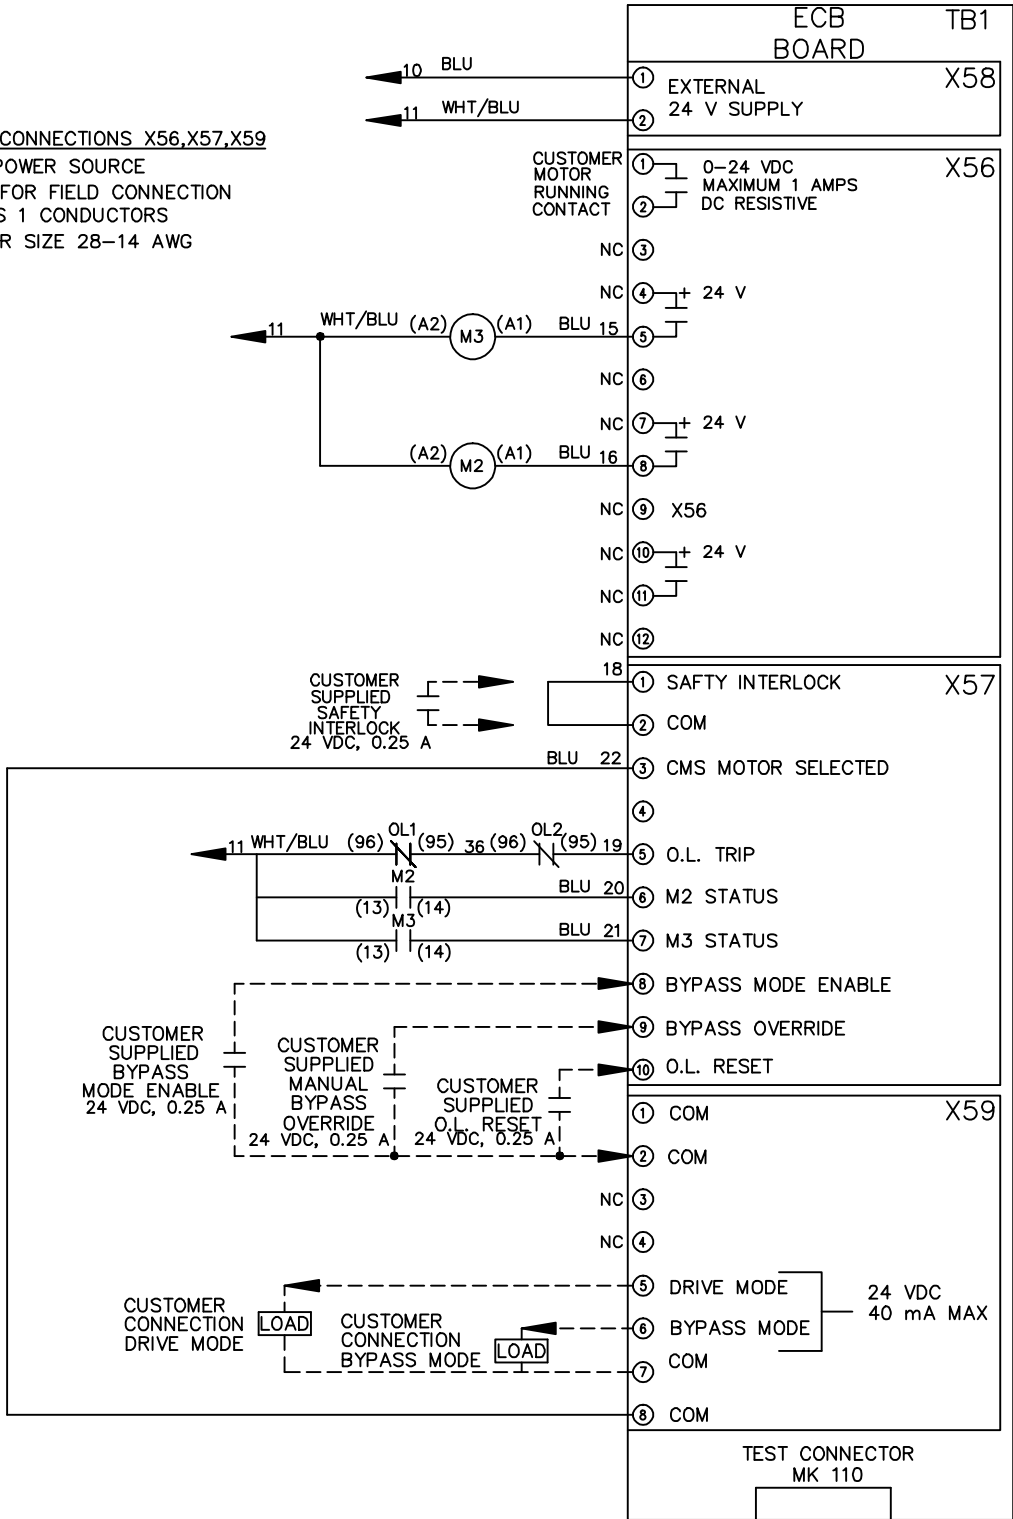 ECB TB1
BOARD
10 BLU
11 WHT/BLU
1 EXTERNAL X58
2 24 V SUPPLY
CONNECTIONS X56,X57,X59
POWER SOURCE
FOR FIELD CONNECTION
S 1 CONDUCTORS
R SIZE 28-14 AWG
CUSTOMER
MOTOR
RUNNING
CONTACT
1 0-24 VDC X56
MAXIMUM 1 AMPS
2 DC RESISTIVE
NC 3
NC 4 + 24 V
11 WHT/BLU (A2) M3 (A1) BLU 15 5
NC 6
NC 7 + 24 V
(A2) M2 (A1) BLU 16 8
NC 9 X56
NC 10 + 24 V
NC 11
NC 12
CUSTOMER
SUPPLIED
SAFETY
INTERLOCK
24 VDC, 0.25 A
18 1 SAFTY INTERLOCK X57
2 COM
BLU 22 3 CMS MOTOR SELECTED
4
11 WHT/BLU (96) OL1 (95) 36 (96) OL2 (95) 19 5 O.L. TRIP
M2
(13) (14) BLU 20 6 M2 STATUS
M3
(13) (14) BLU 21 7 M3 STATUS
8 BYPASS MODE ENABLE
9 BYPASS OVERRIDE
10 O.L. RESET
CUSTOMER
SUPPLIED
BYPASS
MODE ENABLE
24 VDC, 0.25 A
CUSTOMER
SUPPLIED
MANUAL
BYPASS
OVERRIDE
24 VDC, 0.25 A
CUSTOMER
SUPPLIED
O.L. RESET
24 VDC, 0.25 A
1 COM X59
2 COM
NC 3
NC 4
5 DRIVE MODE
6 BYPASS MODE
24 VDC
40 mA MAX
7 COM
8 COM
CUSTOMER
CONNECTION
DRIVE MODE
LOAD
CUSTOMER
CONNECTION
BYPASS MODE
LOAD
TEST CONNECTOR
MK 110